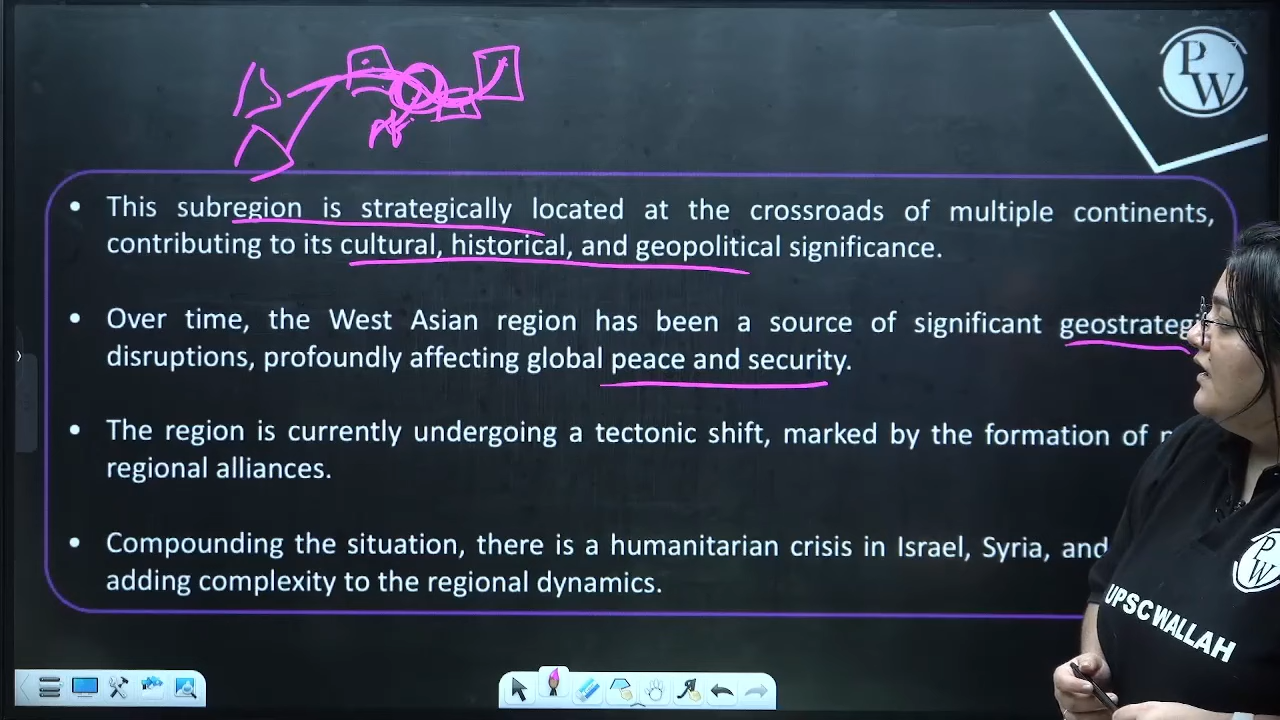 P
W
This subregion is strategically located at the crossroads of multiple continents,
contributing to its cultural, historical, and geopolitical significance.
Over time, the West Asian region has been a source of significant geostrateg
disruptions, profoundly affecting global peace and security.
The region is currently undergoing a tectonic shift, marked by the formation of
regional alliances.
Compounding the situation, there is a humanitarian crisis in Israel, Syria, and
adding complexity to the regional dynamics.
P
W
UPSC WALLAH